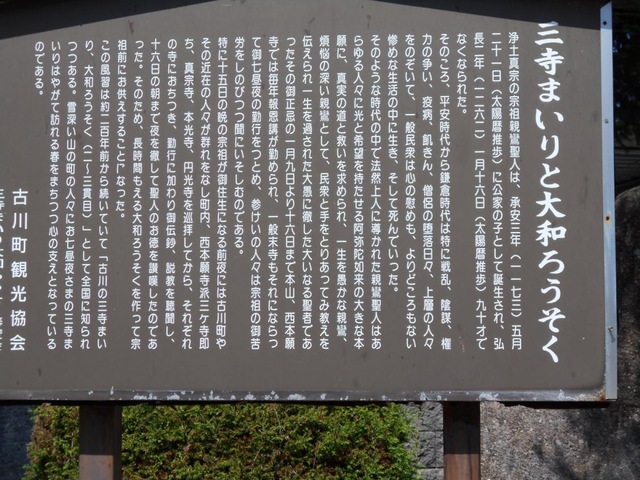 三寺まいりと大和ろうそく
浄土真宗の宗祖親鸞聖人は、承安三年(一一七三)五月
二十一日(太陽暦推歩)に公家の子として誕生され、弘
長二年(一二六二)一月十六日(太陽暦推歩)九十才で
なくなられた。
そのころ、平安時代から鎌倉時代は特に戦乱、陰謀、権
力の争い、疫病、飢きん、僧侶の堕落日々、上層の人々
をのぞいて、一般民衆は心の慰めも、よりどころもない
惨めな生活の中に生き、そして死んでいった。
そのような時代の中で法然上人に導かれた親鸞聖人はあ
らゆる人々に光と希望を持たせる阿弥陀如来の大きな本
願に、真実の道と救いを求められ、一生を愚かな親鸞、
煩悩の深い親鸞として、民衆と手をとりあってみ教えを
伝えられ一生を過された大愚に徹した大いなる聖者であ
ったその御正忌の一月九日より十六日まで本山、西本願
寺では毎年報恩講が勤められ、一般末寺もそれにならっ
て御七昼夜の勤行をつとめ、参けいの人々は宗祖の御苦
労をしのびつつ聞にいそしむのである。
特に十五日の晩の宗祖が御往生になる前夜には古川町や
その近在の人々が群れをなし町内、西本願寺派三ケ寺即
ち、真宗寺、本光寺、円光寺を巡拝してから、それぞれ
の寺におちつき、勤行に加わり御伝鈔、説教を聴聞し、
十六日の朝まで夜を徹して聖人のお徳を讃嘆したのであ
った。そのため、長時間もえる大和ろうそくを作って宗
祖前にお供えすることになった。
この風習は約二百年前から続いていて「古川の三寺まい
り、大和ろうそく(二〜三貫目)」として全国に知られ
つつある。雪深い山の町の人々にお七昼夜さまの三寺ま
いりはやがて訪れる春をまちつつ心の支えとなっている
のである。
古川町観光協会